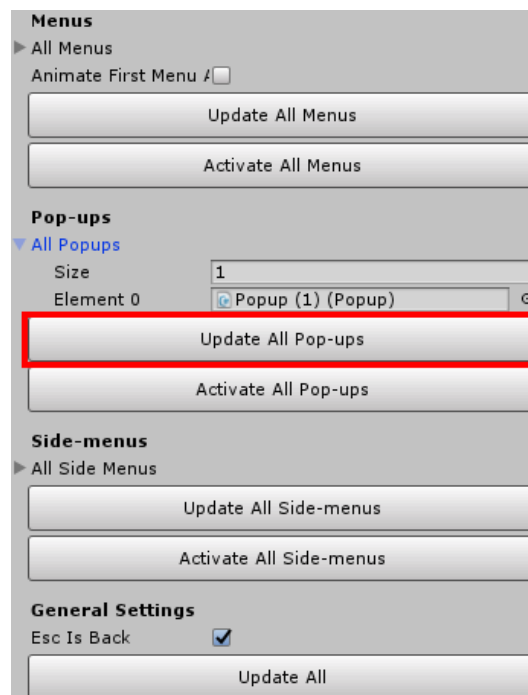 Menus
All Menus
Animate First Menu A
Update All Menus
Activate All Menus
Pop-ups
All Popups
Size 1
Element 0 Popup (1) (Popup)
Update All Pop-ups
Activate All Pop-ups
Side-menus
All Side Menus
Update All Side-menus
Activate All Side-menus
General Settings
Esc Is Back
Update All